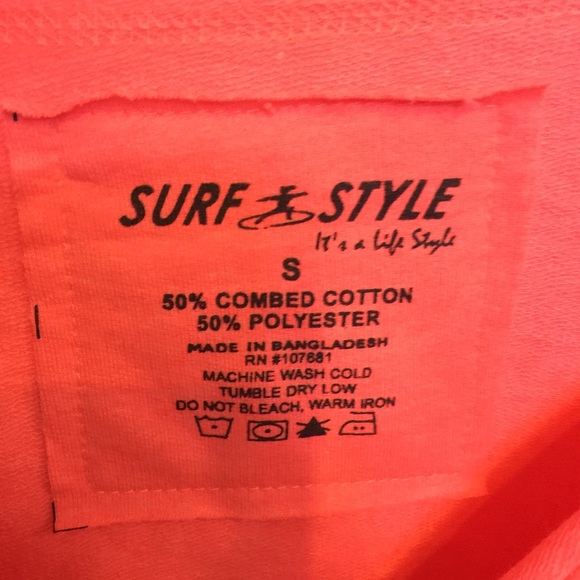 SURF STYLE
It's a Life Style
S
50% COMBED COTTON
50% POLYESTER
MADE IN BANGLADESH
RN #107681
MACHINE WASH COLD
TUMBLE DRY LOW
DO NOT BLEACH, WARM IRON